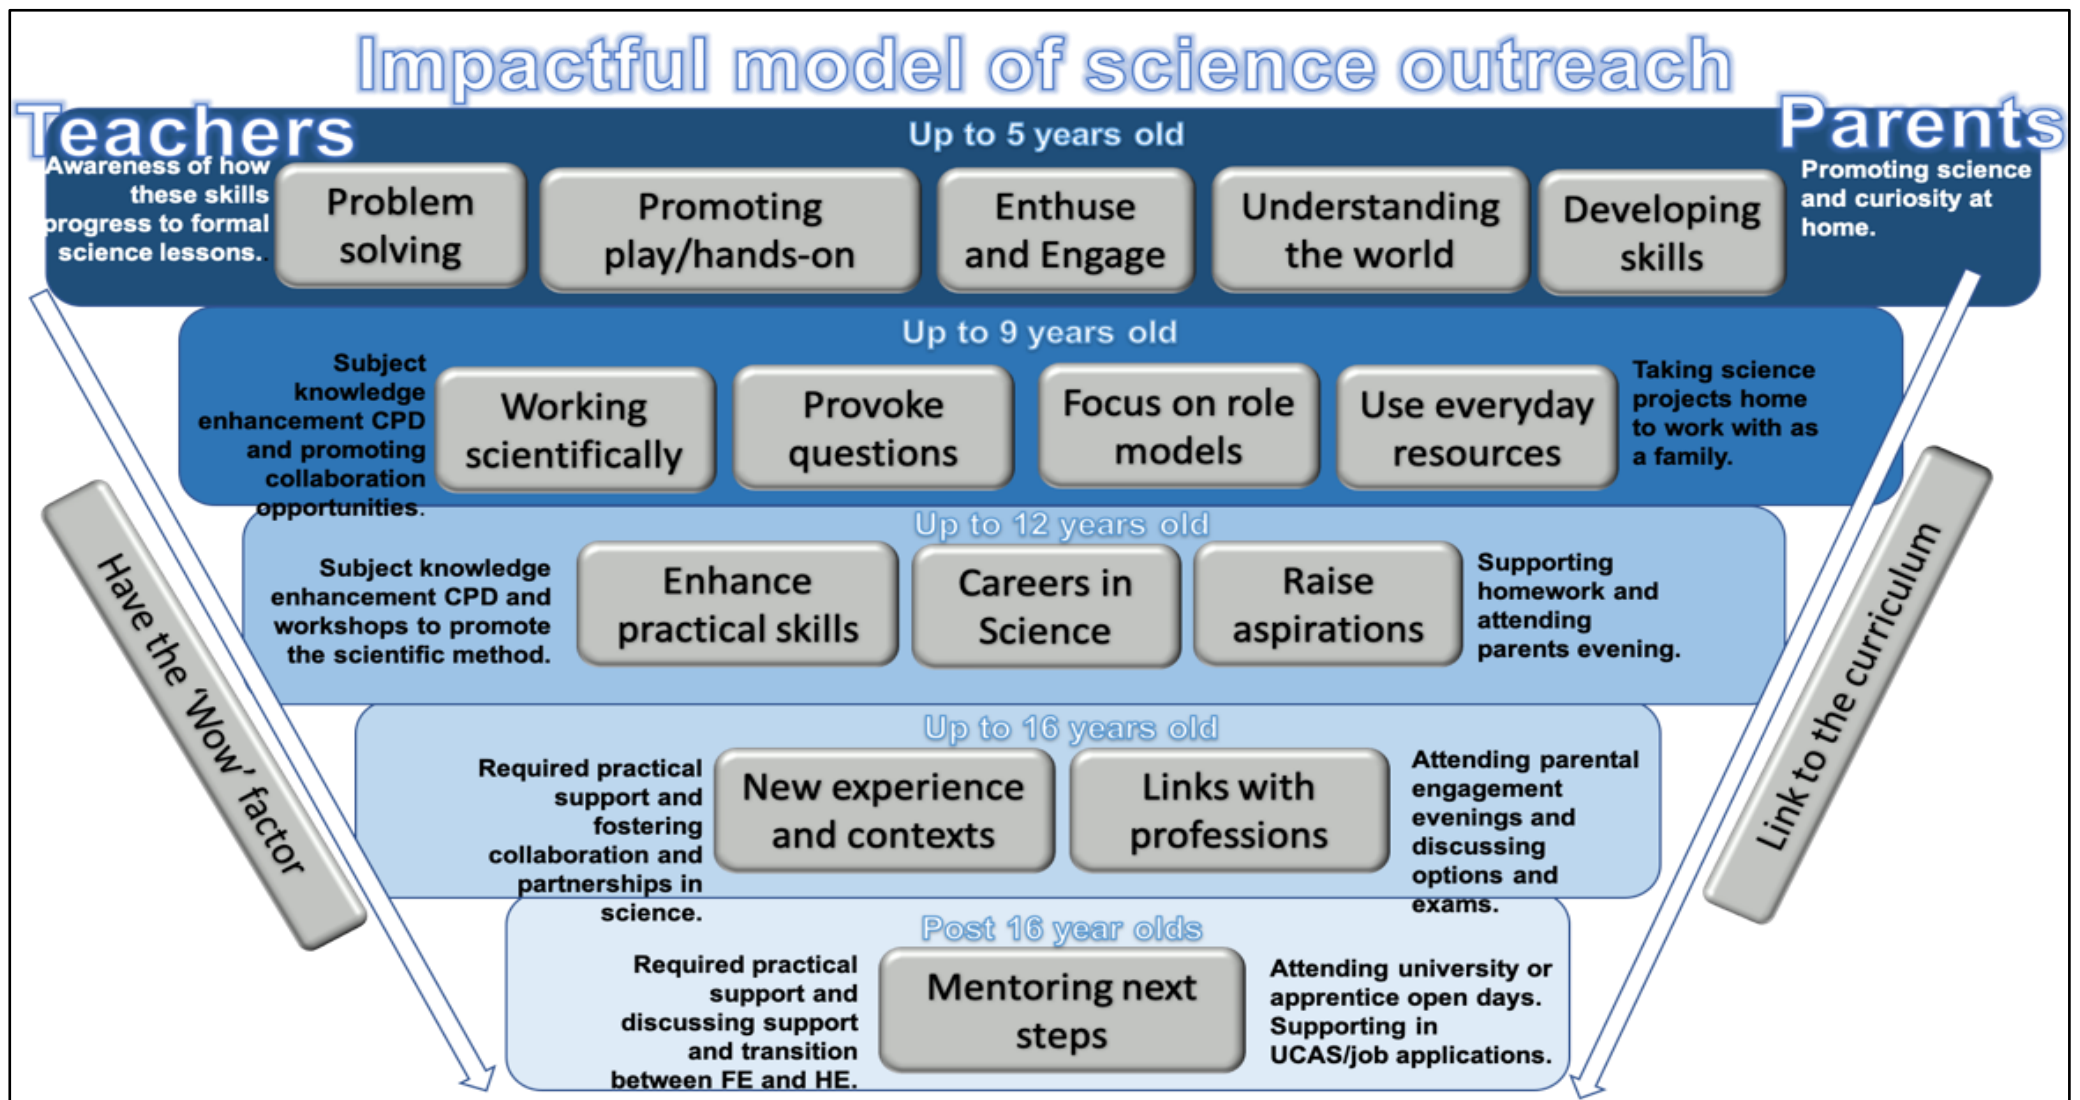 Impactful model of science outreach
Teachers
Parents
Up to 5 years old
Awareness of how
these skills
progress to formal
science lessons..
Problem
solving
Promoting
play/hands-on
Enthuse
and Engage
Understanding
the world
Developing
skills
Promoting science
and curiosity at
home.
Up to 9 years old
Subject
knowledge
enhancement CPD
and promoting
collaboration
opportunities.
Working
scientifically
Provoke
questions
Focus on role
models
Use everyday
resources
Taking science
projects home
to work with as
a family.
Up to 12 years old
Subject knowledge
enhancement CPD and
workshops to promote
the scientific method.
Enhance
practical skills
Careers in
Science
Raise
aspirations
Supporting
homework and
attending
parents evening.
Up to 16 years old
Required practical
support and
fostering
collaboration and
partnerships in
science.
New experience
and contexts
Links with
professions
Attending parental
engagement
evenings and
discussing
options and
exams.
Post 16 year olds
Required practical
support and
discussing support
and transition
between FE and HE.
Mentoring next
steps
Attending university or
apprentice open days.
Supporting in
UCAS/job applications.
Have the ‘Wow’ factor
Link to the curriculum